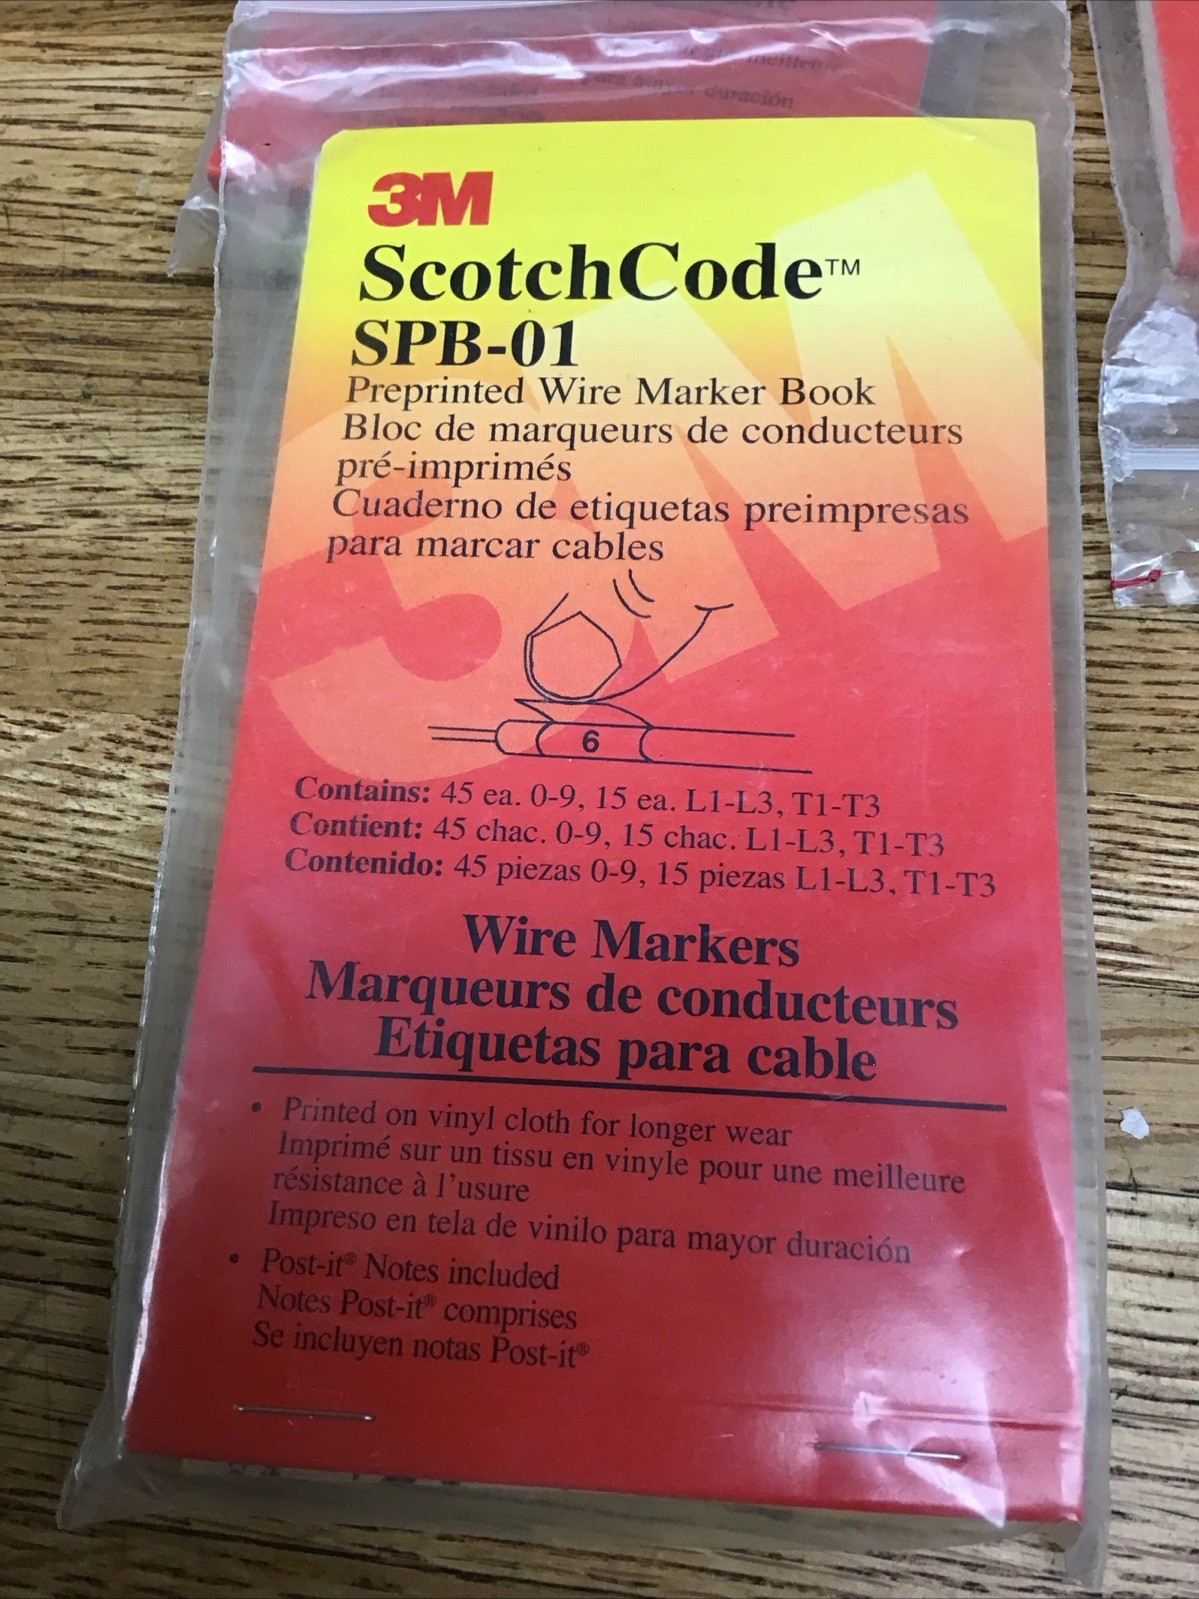 meilleure
para mayor duración
3M
ScotchCode™
SPB-01
Preprinted Wire Marker Book
Bloc de marqueurs de conducteurs
pré-imprimés
Cuaderno de etiquetas preimpresas
para marcar cables
6
Contains: 45 ea. 0-9, 15 ea. L1-L3, T1-T3
Contient: 45 chac. 0-9, 15 chac. L1-L3, T1-T3
Contenido: 45 piezas 0-9, 15 piezas L1-L3, T1-T3
Wire Markers
Marqueurs de conducteurs
Etiquetas para cable
• Printed on vinyl cloth for longer wear
Imprimé sur un tissu en vinyle pour une meilleure
résistance à l'usure
Impreso en tela de vinilo para mayor duración
• Post-it® Notes included
Notes Post-it® comprises
Se incluyen notas Post-it®